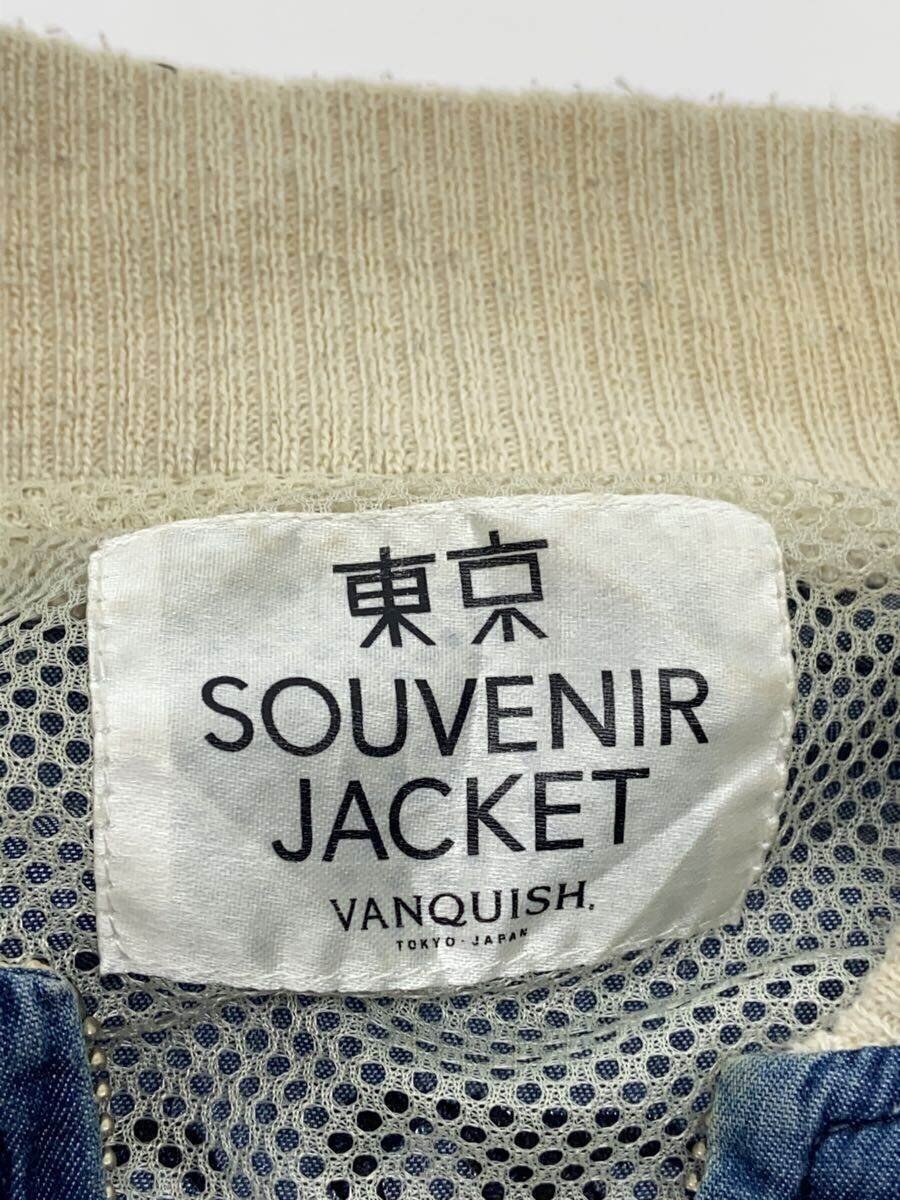 東京
SOUVENIR
JACKET
VANQUISH.
TOKYO · JAPAN